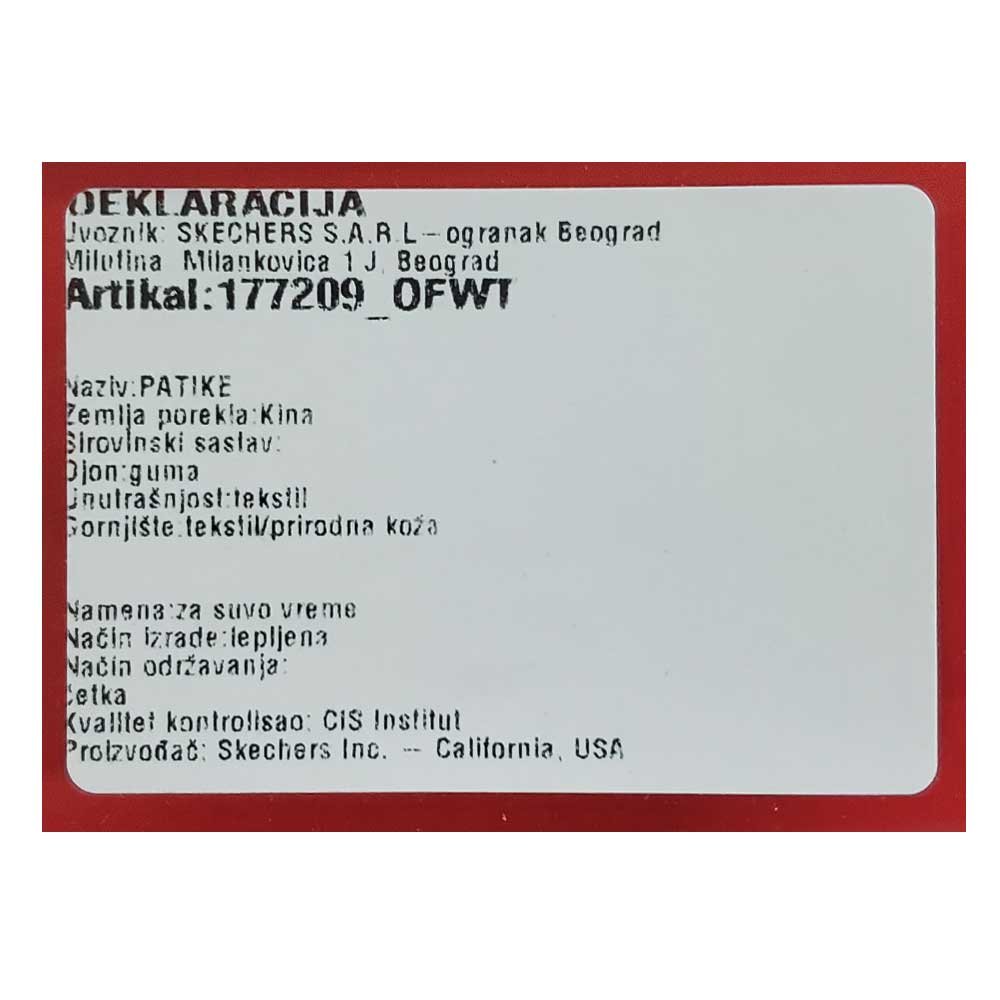 DEKLARACIJA
Uvoznik: SKECHERS S.A.R.L-ogranak Beograd
Milutina Milankovica 1 J, Beograd
Artikal:177209_OFWT
Naziv:PATIKE
Zemlja porekla:Kina
Sirovinski sastav:
Djon:guma
Unutrašnjost:tekstil
Gornjište:tekstil/prirodna koža
Namena:za suvo vreme
Način izrade:lepljena
Način održavanja:
četka
Kvalitet kontrolisao: CIS Institut
Proizvođač: Skechers Inc. -- California, USA